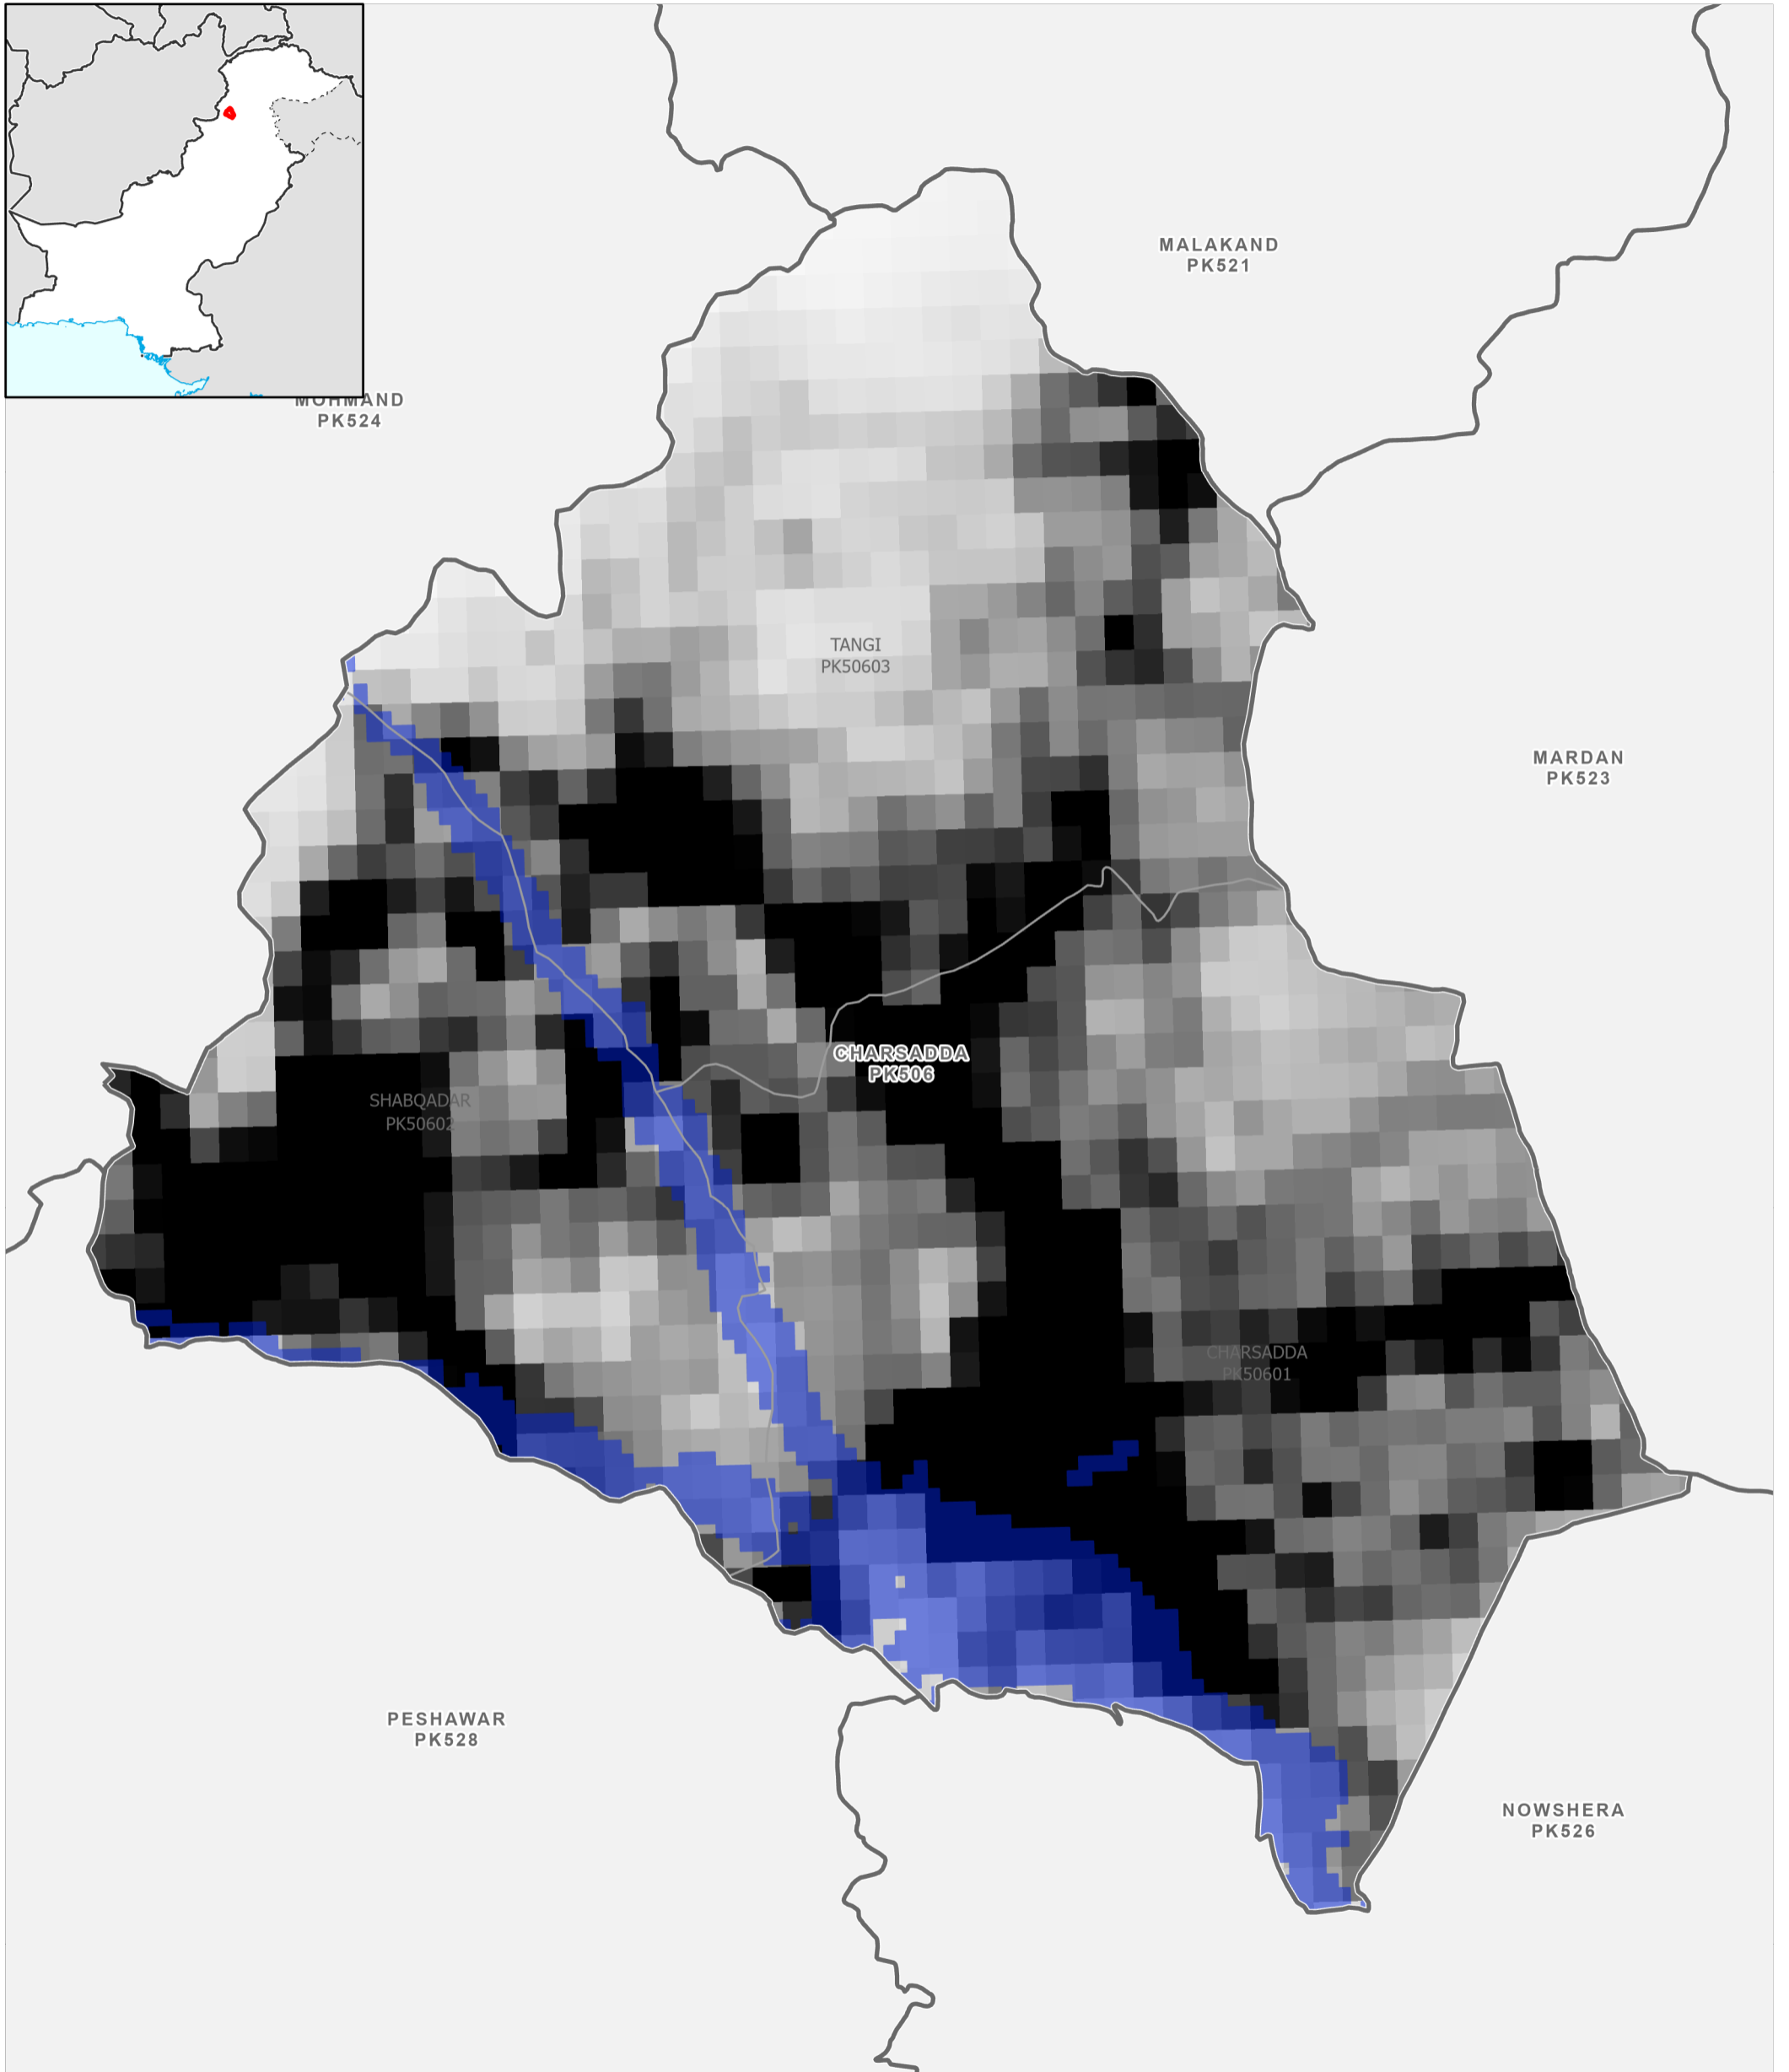 MALAKAND
PK521
MOHMAND
PK524
TANGI
PK50603
MARDAN
PK523
CHARSADDA
PK506
SHABQADAR
PK50602
CHARSADDA
PK50601
PESHAWAR
PK528
NOWSHERA
PK526